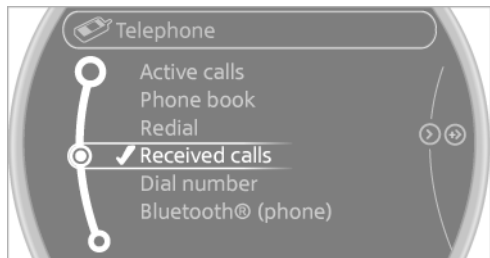 Telephone
Active calls
Phone book
Redial
Received calls
Dial number
Bluetooth® (phone)